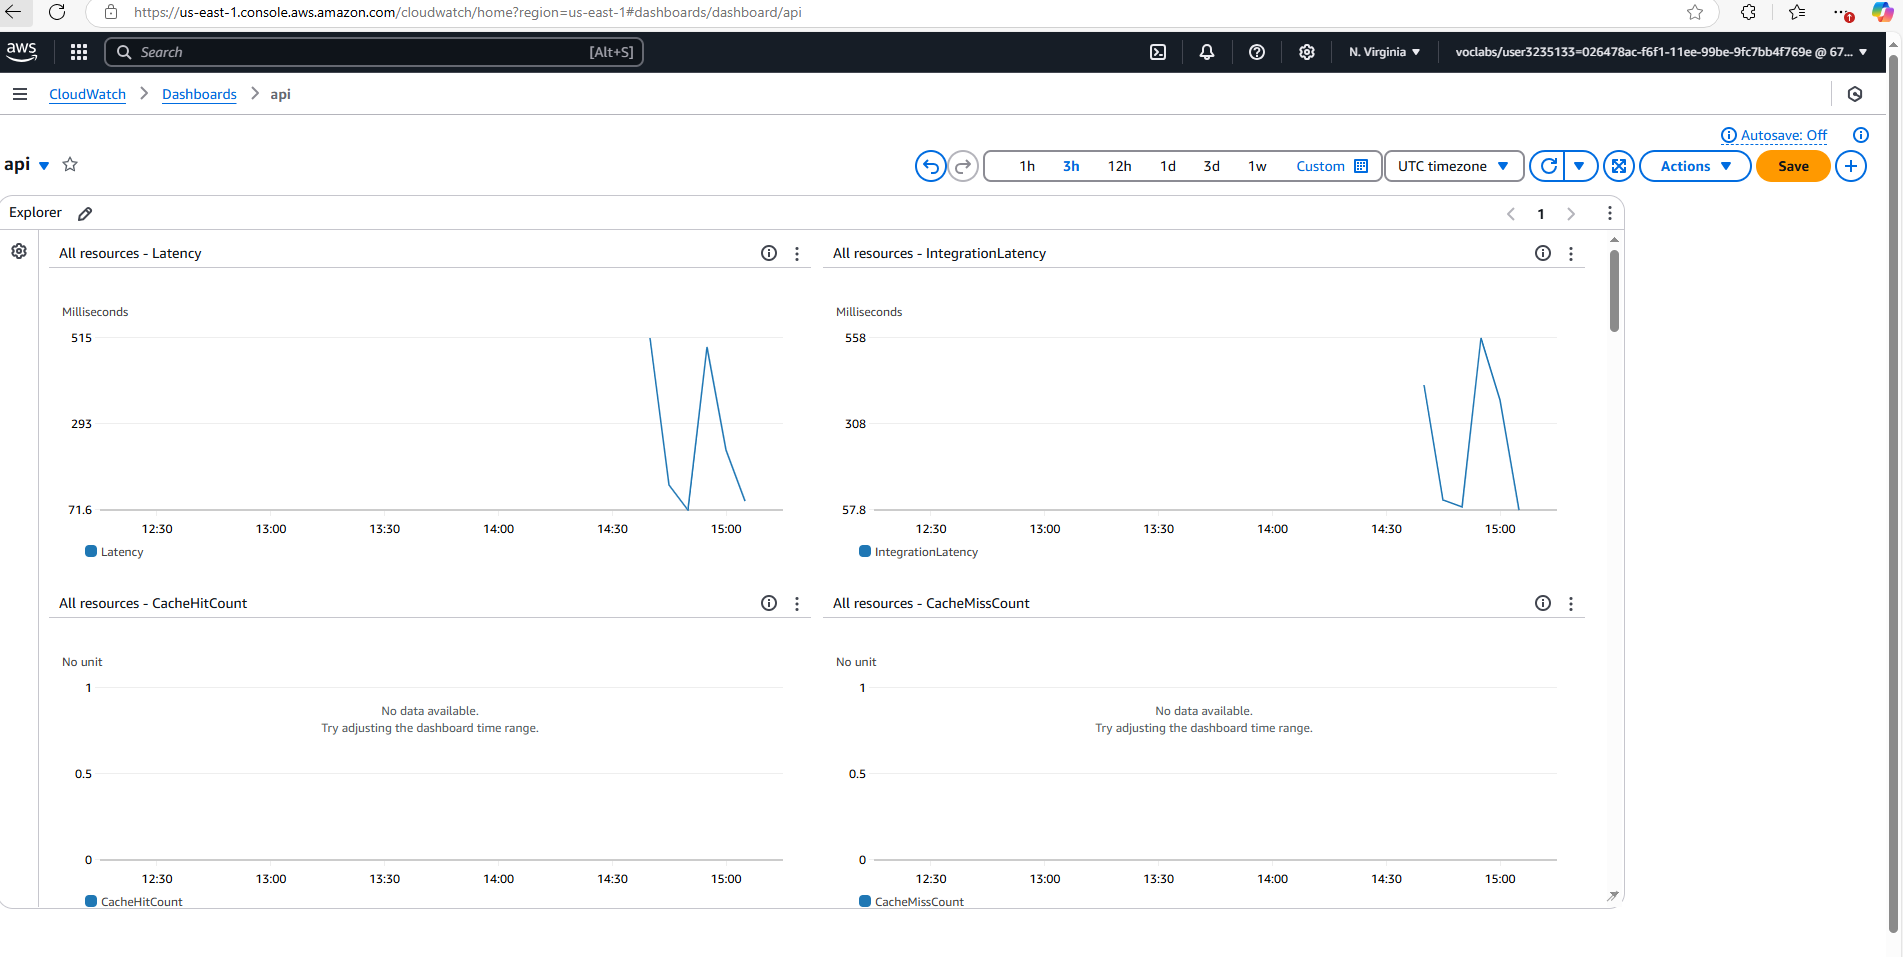 https://us-east-1.console.aws.amazon.com/cloudwatch/home?region=us-east-1#dashboards/dashboard/api
aws Search [Alt+S] N. Virginia voclabs/user3235133=026478ac-f6f1-11ee-99be-9fc7bb4f769e @ 67...
CloudWatch Dashboards api
Autosave: Off
api 1h 3h 12h 1d 3d 1w Custom UTC timezone Actions Save
Explorer 1
All resources - Latency
Milliseconds
515
293
71.6
12:30 13:00 13:30 14:00 14:30 15:00
Latency
All resources - IntegrationLatency
Milliseconds
558
308
57.8
12:30 13:00 13:30 14:00 14:30 15:00
IntegrationLatency
All resources - CacheHitCount
No unit
1
No data available.
Try adjusting the dashboard time range.
0.5
0
12:30 13:00 13:30 14:00 14:30 15:00
CacheHitCount
All resources - CacheMissCount
No unit
1
No data available.
Try adjusting the dashboard time range.
0.5
0
12:30 13:00 13:30 14:00 14:30 15:00
CacheMissCount